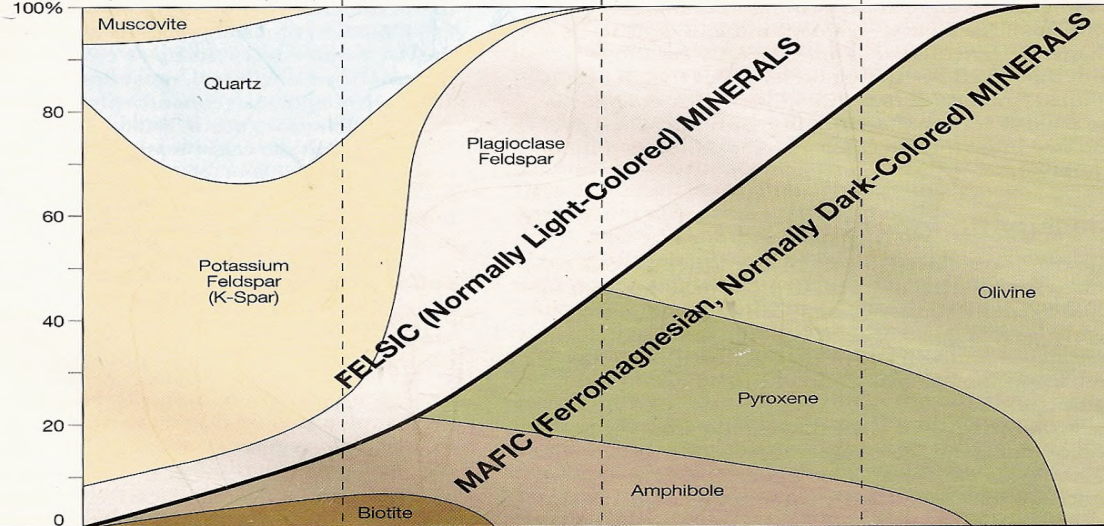 100%
Muscovite
Quartz
80
Plagioclase
Feldspar
60
Potassium
Feldspar
(K-Spar)
FELSIC (Normally Light-Colored) MINERALS
MAFIC (Ferromagnesian, Normally Dark-Colored) MINERALS
Olivine
40
Pyroxene
20
Amphibole
Biotite
0